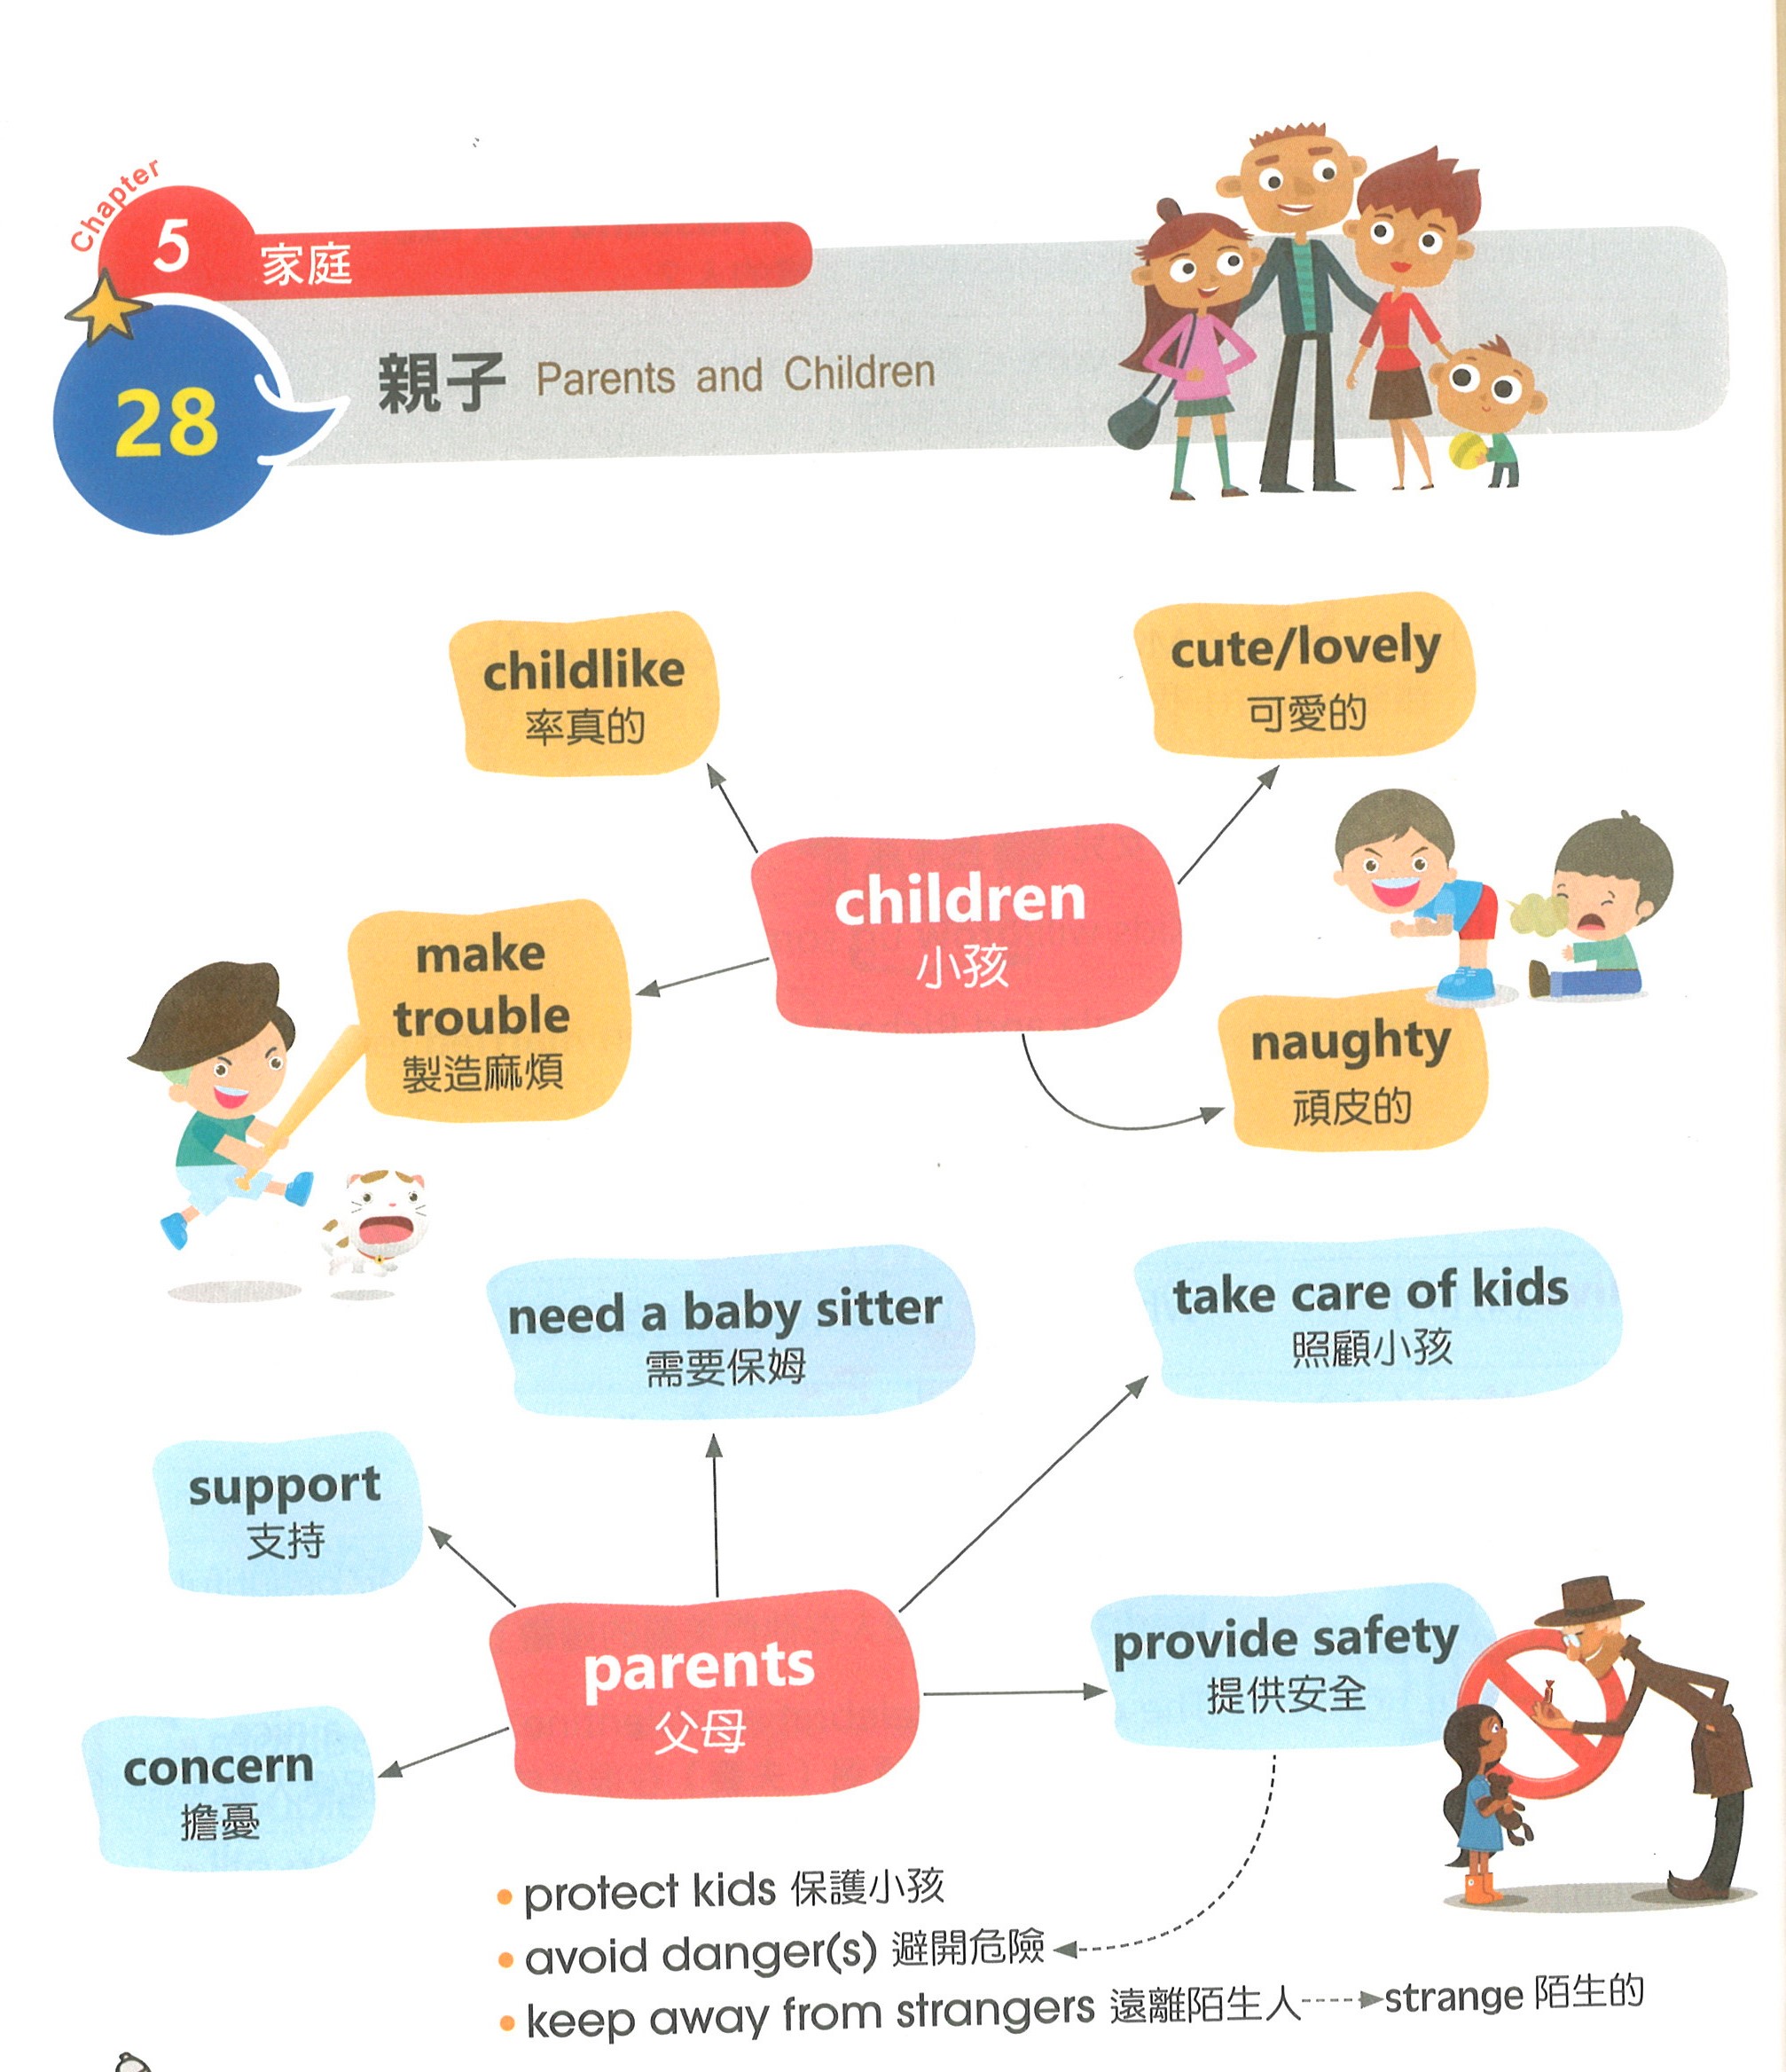 Chapter
5
家庭
28
親子 Parents and Children
childlike
率真的
cute/lovely
可愛的
children
小孩
make
trouble
製造麻煩
naughty
頑皮的
need a baby sitter
需要保姆
take care of kids
照顧小孩
support
支持
parents
父母
provide safety
提供安全
concern
擔憂
• protect kids 保護小孩
• avoid danger(s) 避開危險
• keep away from strangers 遠離陌生人 strange 陌生的